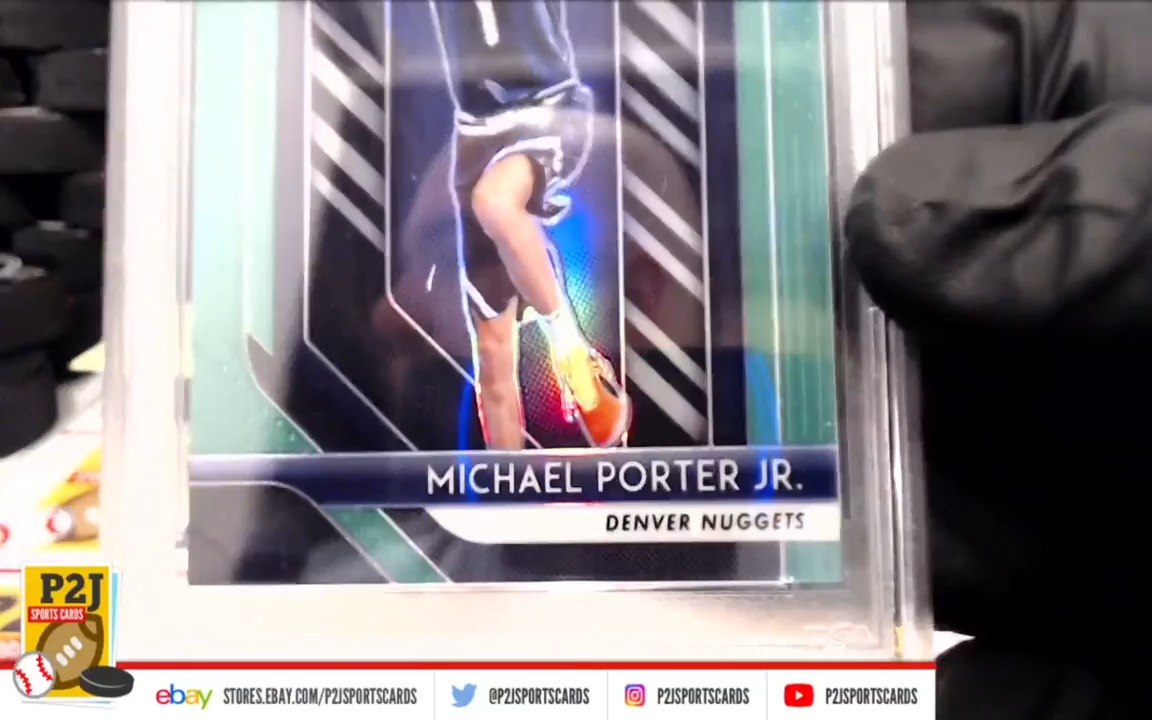 MICHAEL PORTER JR.
DENVER NUGGETS
P2J
SPORTS CARDS
ebay STORES.EBAY.COM/P2JSPORTSCARDS @P2JSPORTSCARDS P2JSPORTSCARDS P2JSPORTSCARDS